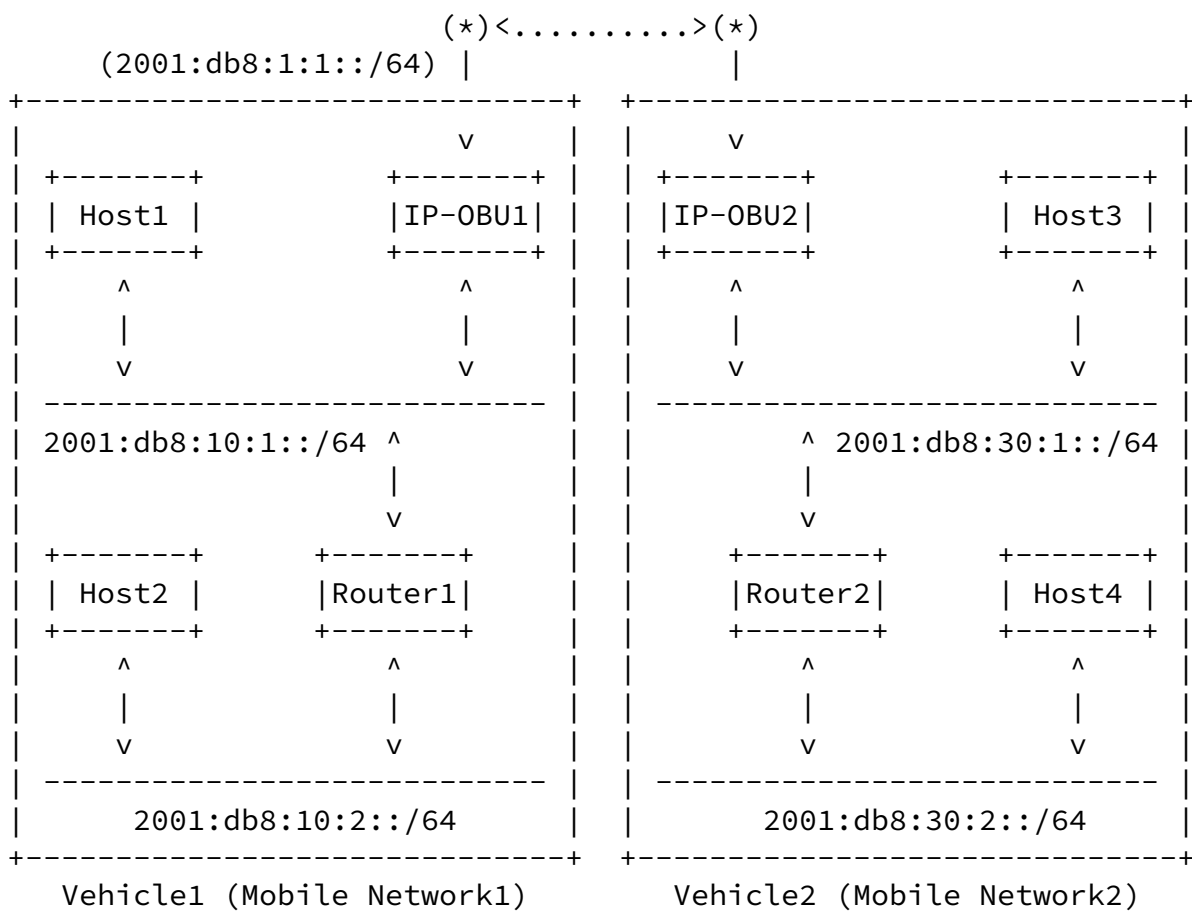 (*)<..........>(*)
(2001:db8:1:1::/64) | |
+------------------------------+ +------------------------------+
| v | | v |
| +-------+ +-------+ | | +-------+ +-------+ |
| | Host1 | |IP-OBU1| | | |IP-OBU2| | Host3 | |
| +-------+ +-------+ | | +-------+ +-------+ |
| ^ ^ | | ^ ^ |
| | | | | | | |
| v v | | v v |
| ---------------------------- | | ---------------------------- |
| 2001:db8:10:1::/64 ^ | | ^ 2001:db8:30:1::/64 |
| | | | | |
| v | | v |
| +-------+ +-------+ | | +-------+ +-------+ |
| | Host2 | |Router1| | | |Router2| | Host4 | |
| +-------+ +-------+ | | +-------+ +-------+ |
| ^ ^ | | ^ ^ |
| | | | | | | |
| v v | | v v |
| ---------------------------- | | ---------------------------- |
| 2001:db8:10:2::/64 | | 2001:db8:30:2::/64 |
+------------------------------+ +------------------------------+
Vehicle1 (Mobile Network1) Vehicle2 (Mobile Network2)